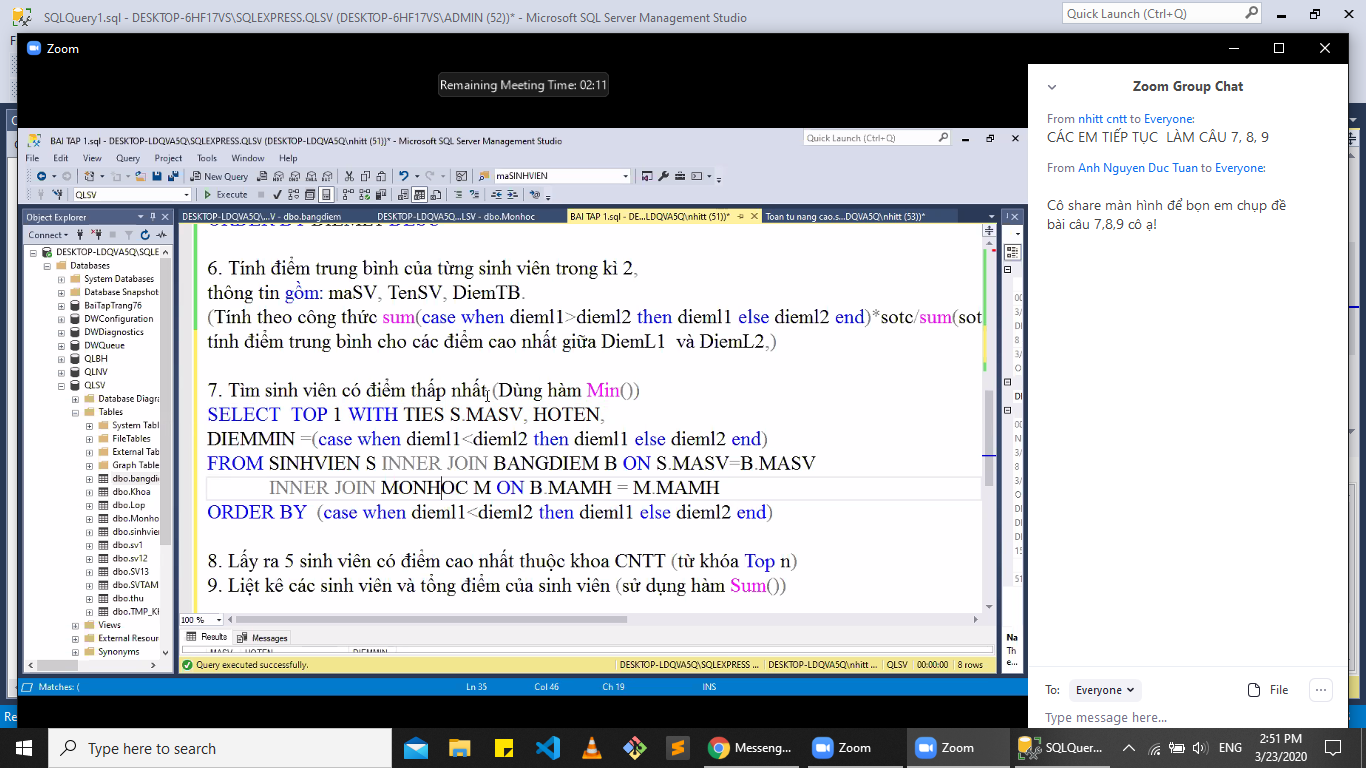 SQLQuery1.sql - DESKTOP-6HF17VS\SQLEXPRESS.QLSV (DESKTOP-6HF17VS\ADMIN (52))* - Microsoft SQL Server Management Studio
Quick Launch (Ctrl+Q)
Zoom
Remaining Meeting Time: 02:11
BAI TAP 1.sql - DESKTOP-LDQVA5Q\SQLEXPRESS.QLSV (DESKTOP-LDQVA5Q\nhitt (51))* - Microsoft SQL Server Management Studio
Quick Launch (Ctrl+Q)
File Edit View Query Project Tools Window Help
New Query
maSINHVIEN
QLSV
Execute
Object Explorer
DESKTOP-LDQVA5Q\...V - dbo.bangdiem
DESKTOP-LDQVA5Q\...LSV - dbo.Monhoc
BAI TAP 1.sql - DE...LDQVA5Q\nhitt (51))*
Toan tu nang cao.s...DQVA5Q\nhitt (53))*
Connect
DESKTOP-LDQVA5Q\SQLE
Databases
System Databases
Database Snapshots
BaiTapTrang76
DWConfiguration
DWDiagnostics
DWQueue
QLBH
QLNV
QLSV
Database Diagra
Tables
System Tabl
FileTables
External Tab
Graph Table
dbo.bangdie
dbo.Khoa
dbo.Lop
dbo.Monho
dbo.sinhvie
dbo.sv1
dbo.sv12
dbo.SV13
dbo.SVTAM
dbo.thu
dbo.TMP_KH
Views
External Resour
Synonyms
ORDER BY DIEML1 DESC
6. Tính điểm trung bình của từng sinh viên trong kì 2,
thông tin gồm: maSV, TenSV, DiemTB.
(Tính theo công thức sum(case when dieml1>dieml2 then dieml1 else dieml2 end)*sotc/sum(sot
tính điểm trung bình cho các điểm cao nhất giữa DiemL1 và DiemL2,)
7. Tìm sinh viên có điểm thấp nhất (Dùng hàm Min())
SELECT TOP 1 WITH TIES S.MASV, HOTEN,
DIEMMIN =(case when dieml1<dieml2 then dieml1 else dieml2 end)
FROM SINHVIEN S INNER JOIN BANGDIEM B ON S.MASV=B.MASV
INNER JOIN MONHOC M ON B.MAMH = M.MAMH
ORDER BY (case when dieml1<dieml2 then dieml1 else dieml2 end)
8. Lấy ra 5 sinh viên có điểm cao nhất thuộc khoa CNTT (từ khóa Top n)
9. Liệt kê các sinh viên và tổng điểm của sinh viên (sử dụng hàm Sum())
100 %
Results Messages
MASV HOTEN DIEMMIN
Query executed successfully.
DESKTOP-LDQVA5Q\SQLEXPRESS ... DESKTOP-LDQVA5Q\nhitt ... QLSV 00:00:00 8 rows
Matches: (
Ln 35 Col 46 Ch 19 INS
Na
Th
e...
Zoom Group Chat
From nhitt cntt to Everyone:
CÁC EM TIẾP TỤC LÀM CÂU 7, 8, 9
From Anh Nguyen Duc Tuan to Everyone:
Cô share màn hình để bọn em chụp đề
bài câu 7,8,9 cô ạ!
To: Everyone File
Type message here...
Type here to search
Messeng...
Zoom
Zoom
SQLQuer...
ENG
2:51 PM
3/23/2020